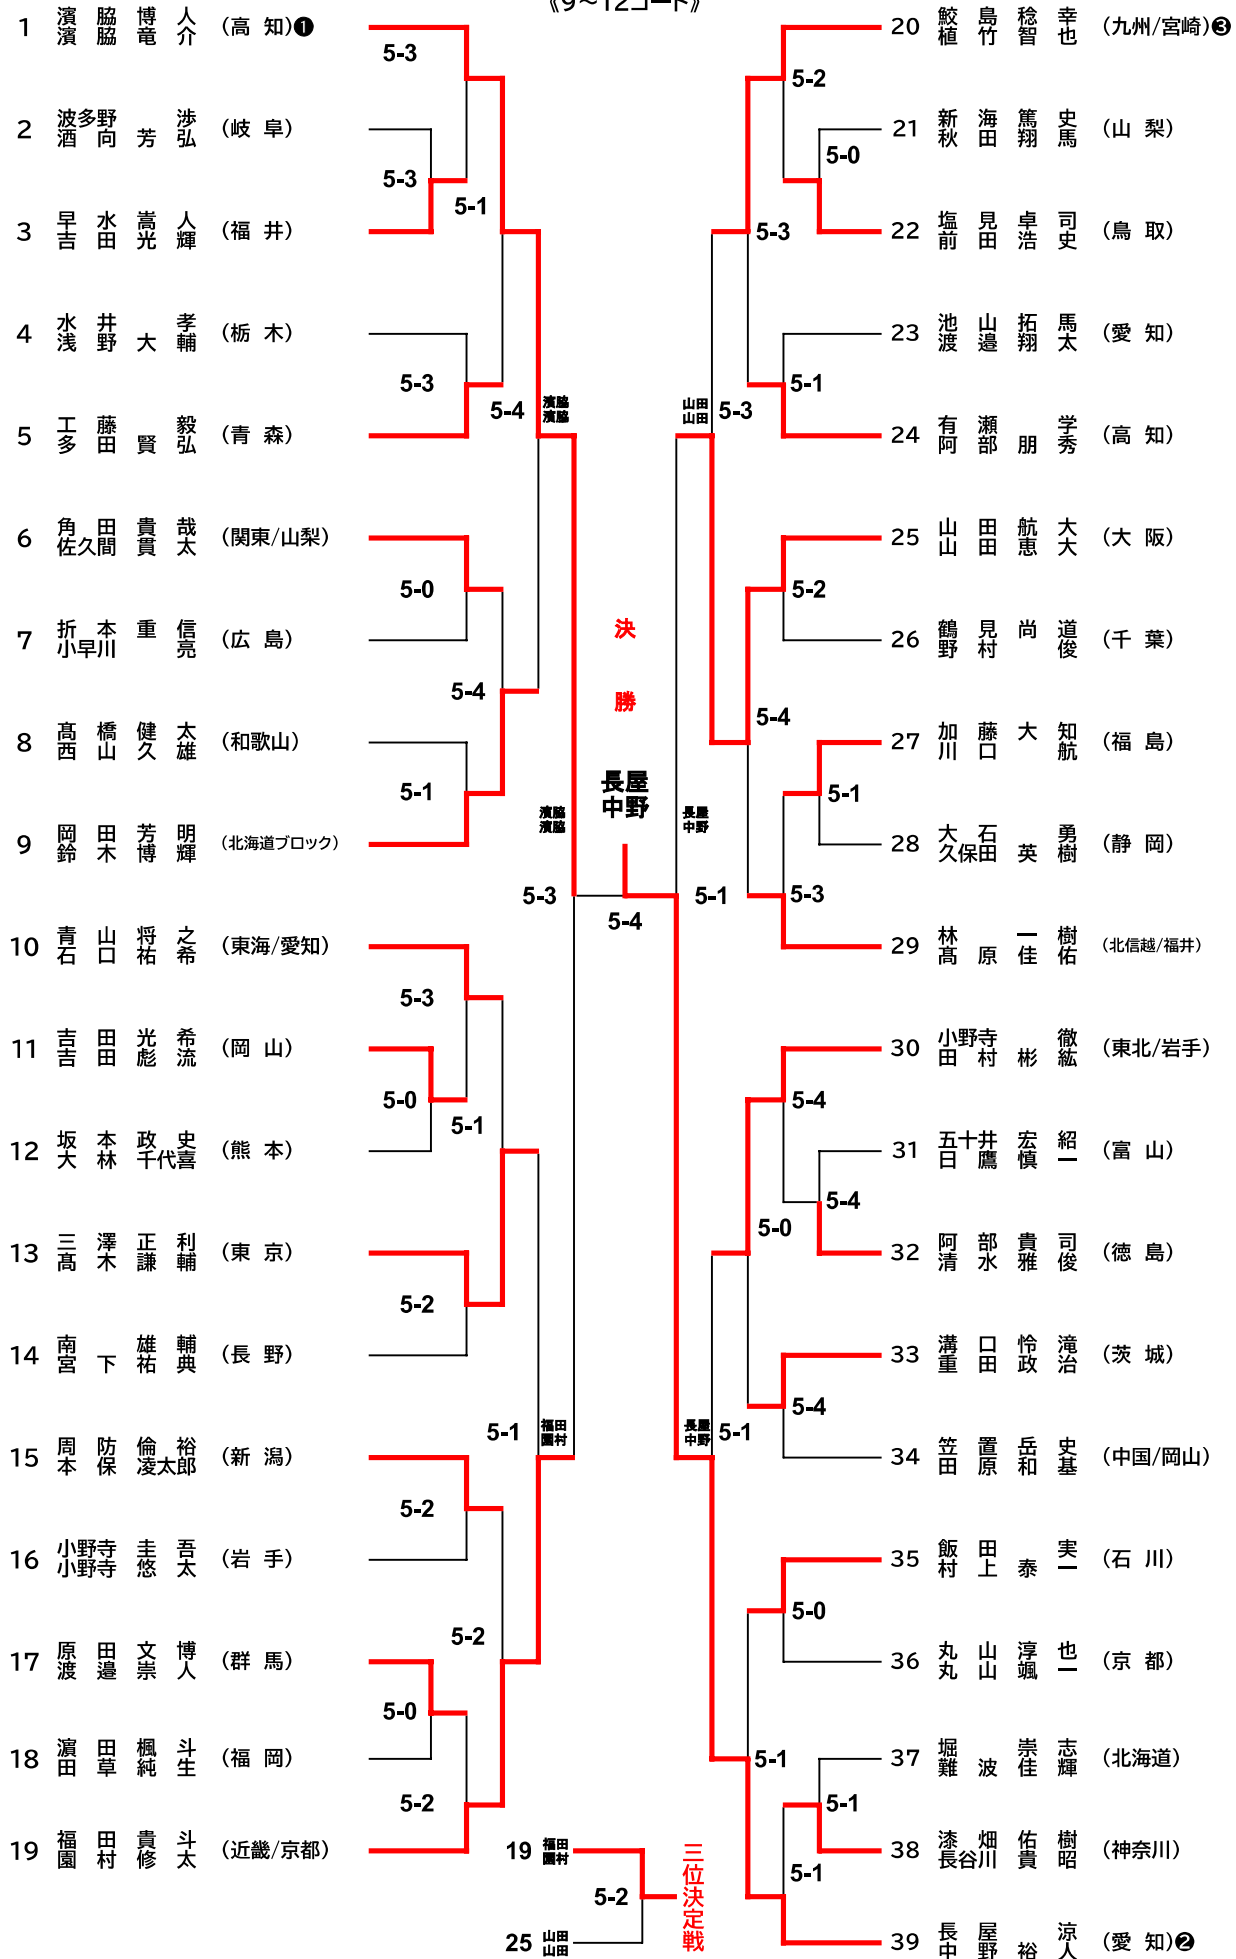 《9～12コート》
1 濱脇博人 (高知)❶
濱脇竜介
5-3
2 波多野渉 (岐阜)
酒向芳弘
5-3
5-1
3 早水嵩人 (福井)
吉田光輝
4 水井孝 (栃木)
浅野大輔
5-3
5-4
濱脇
濱脇
5 工藤毅 (青森)
多田賢弘
6 角田貴哉 (関東/山梨)
佐久間貫太
5-0
7 折本重信 (広島)
小早川亮
5-4
8 髙橋健太 (和歌山)
西山久雄
5-1
濱脇
濱脇
9 岡田芳明 (北海道ブロック)
鈴木博輝
5-3
10 青山将之 (東海/愛知)
石口祐希
5-3
11 吉田光希 (岡山)
吉田彪流
5-0
5-1
12 坂本政史 (熊本)
大林千代喜
13 三澤正利 (東京)
髙木謙輔
5-2
14 南雄輔 (長野)
宮下祐典
5-1
福田
園村
15 周防倫裕 (新潟)
本保凌太郎
5-2
16 小野寺圭吾 (岩手)
小野寺悠太
5-2
17 原田文博 (群馬)
渡邉崇人
5-0
18 濵田楓斗 (福岡)
田草純生
5-2
19 福田貴斗 (近畿/京都)
園村修太
決
勝
長屋
中野
5-4
20 鮫島稔幸 (九州/宮崎)❸
植竹智也
5-2
21 新海篤史 (山梨)
秋田翔馬
5-0
5-3
22 塩見卓司 (鳥取)
前田浩史
23 池山拓馬 (愛知)
渡邉翔太
5-1
山田
山田
5-3
24 有瀬学 (高知)
阿部朋秀
25 山田航大 (大阪)
山田恵大
5-2
26 鶴見尚道 (千葉)
野村俊
5-4
27 加藤大知 (福島)
川口航
5-1
長屋
中野
28 大石勇 (静岡)
久保田英樹
5-1
5-3
29 林一樹 (北信越/福井)
髙原佳佑
30 小野寺徹 (東北/岩手)
田村彬紘
5-4
31 五十井宏紹 (富山)
日鷹慎一
5-4
5-0
32 阿部貴司 (徳島)
清水雅俊
33 溝口怜滝 (茨城)
重田政治
5-4
長屋
中野
5-1
34 笠置岳史 (中国/岡山)
田原和基
35 飯田実 (石川)
村上泰一
5-0
36 丸山淳也 (京都)
丸山颯一
5-1
37 堀崇志 (北海道)
難波佳輝
5-1
38 漆畑佑樹 (神奈川)
長谷川貴昭
5-1
39 長屋涼 (愛知)❷
中野裕人
19 福田
園村
5-2
25 山田
山田
三位決定戦